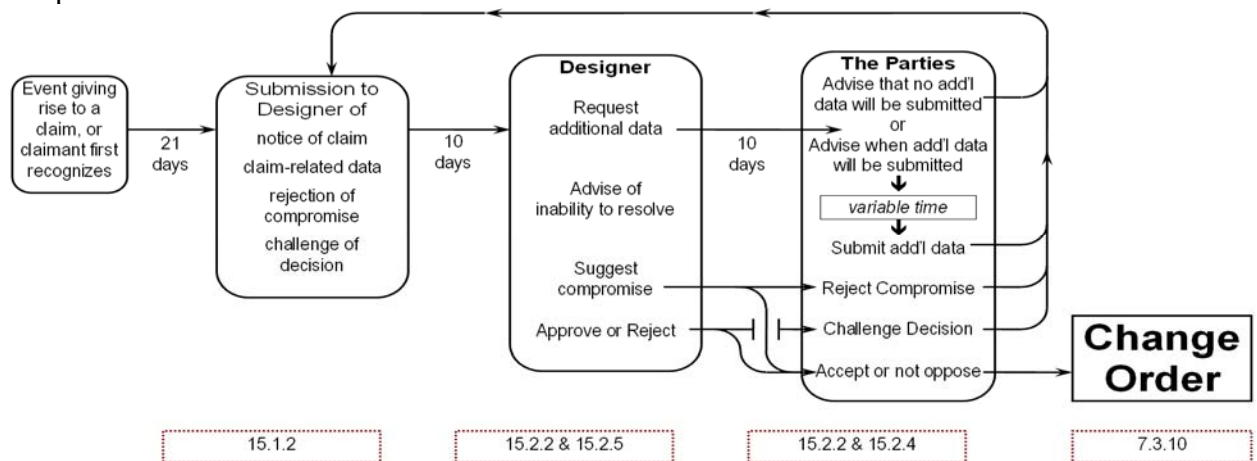 Event giving
rise to a
claim, or
claimant first
recognizes
21
days
Submission to
Designer of
notice of claim
claim-related data
rejection of
compromise
challenge of
decision
10
days
Designer
Request
additional data
Advise of
inability to resolve
Suggest
compromise
Approve or Reject
10
days
The Parties
Advise that no add'l
data will be submitted
or
Advise when add'l data
will be submitted
variable time
Submit add'l data
Reject Compromise
Challenge Decision
Accept or not oppose
Change
Order
15.1.2
15.2.2 & 15.2.5
15.2.2 & 15.2.4
7.3.10